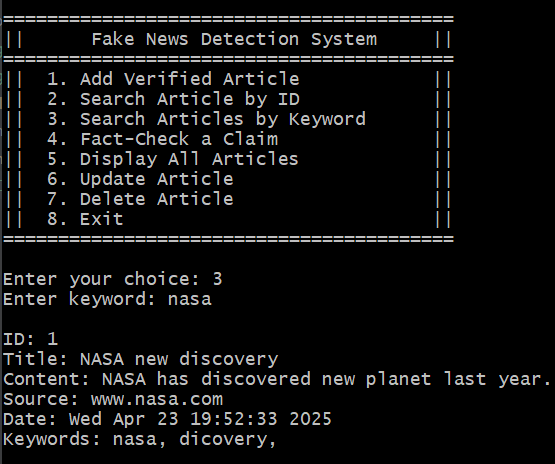 =========================================
||      Fake News Detection System     ||
=========================================
||  1. Add Verified Article            ||
||  2. Search Article by ID            ||
||  3. Search Articles by Keyword      ||
||  4. Fact-Check a Claim              ||
||  5. Display All Articles            ||
||  6. Update Article                  ||
||  7. Delete Article                  ||
||  8. Exit                            ||
=========================================
Enter your choice: 3
Enter keyword: nasa
ID: 1
Title: NASA new discovery
Content: NASA has discovered new planet last year.
Source: www.nasa.com
Date: Wed Apr 23 19:52:33 2025
Keywords: nasa, dicovery,